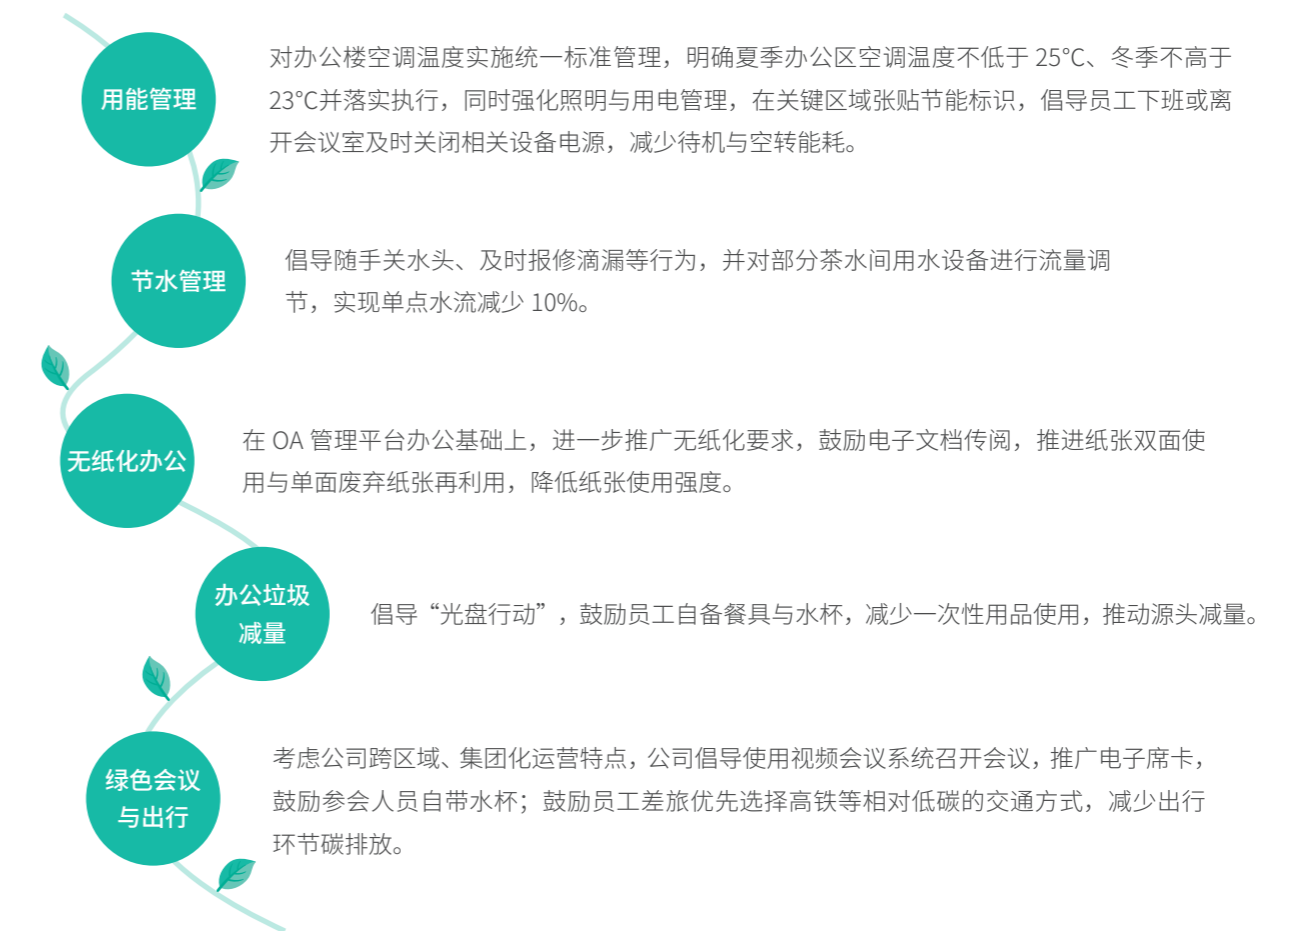 用能管理
对办公楼空调温度实施统一标准管理，明确夏季办公区空调温度不低于 25℃、冬季不高于
23℃并落实执行，同时强化照明与用电管理，在关键区域张贴节能标识，倡导员工下班或离
开会议室及时关闭相关设备电源，减少待机与空转能耗。
节水管理
倡导随手关水头、及时报修滴漏等行为，并对部分茶水间用水设备进行流量调
节，实现单点水流减少 10%。
无纸化办公
在 OA 管理平台办公基础上，进一步推广无纸化要求，鼓励电子文档传阅，推进纸张双面使
用与单面废弃纸张再利用，降低纸张使用强度。
办公垃圾
减量
倡导“光盘行动”，鼓励员工自备餐具与水杯，减少一次性用品使用，推动源头减量。
绿色会议
与出行
考虑公司跨区域、集团化运营特点，公司倡导使用视频会议系统召开会议，推广电子席卡，
鼓励参会人员自带水杯；鼓励员工差旅优先选择高铁等相对低碳的交通方式，减少出行
环节碳排放。